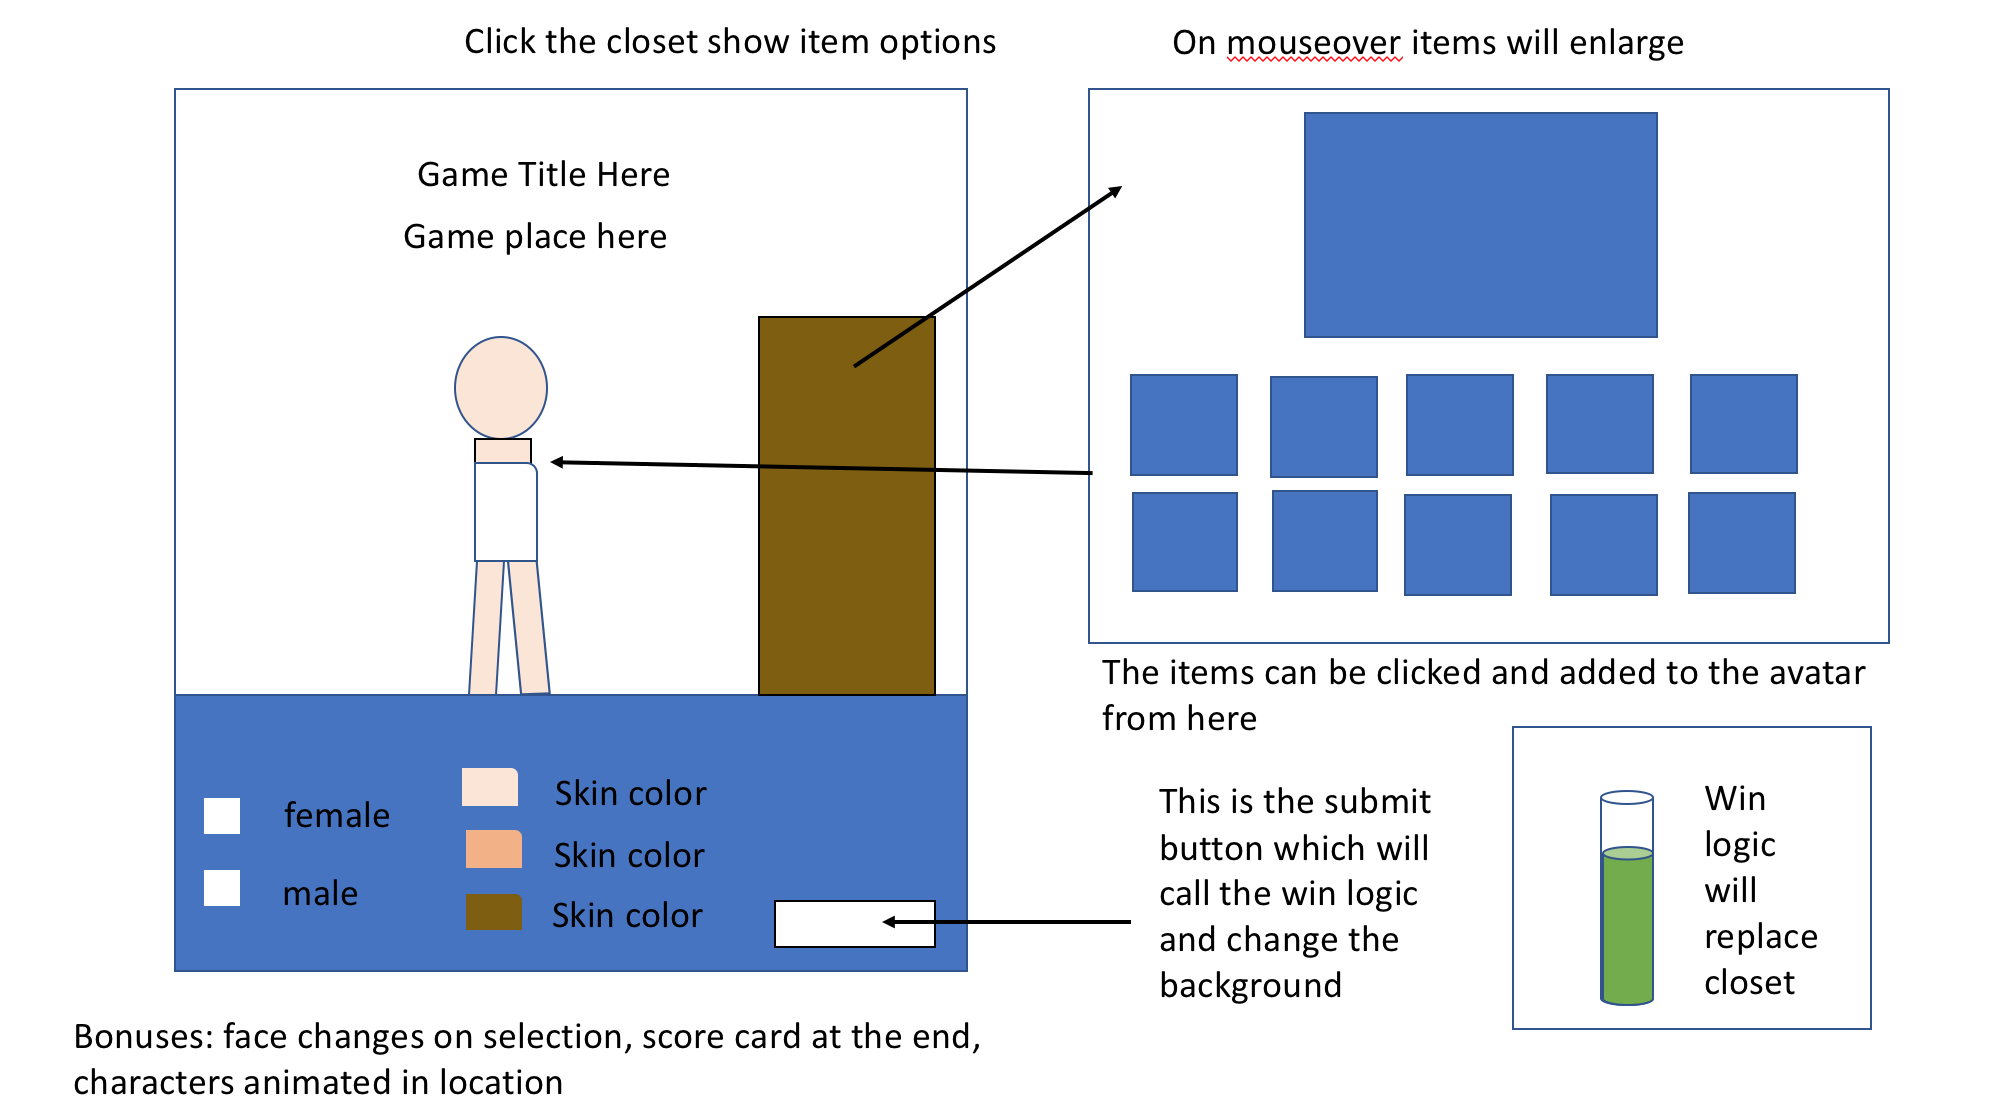 Click the closet show item options
On mouseover items will enlarge
Game Title Here
Game place here
The items can be clicked and added to the avatar
from here
female
male
Skin color
Skin color
Skin color
This is the submit
button which will
call the win logic
and change the
background
Win
logic
will
replace
closet
Bonuses: face changes on selection, score card at the end,
characters animated in location